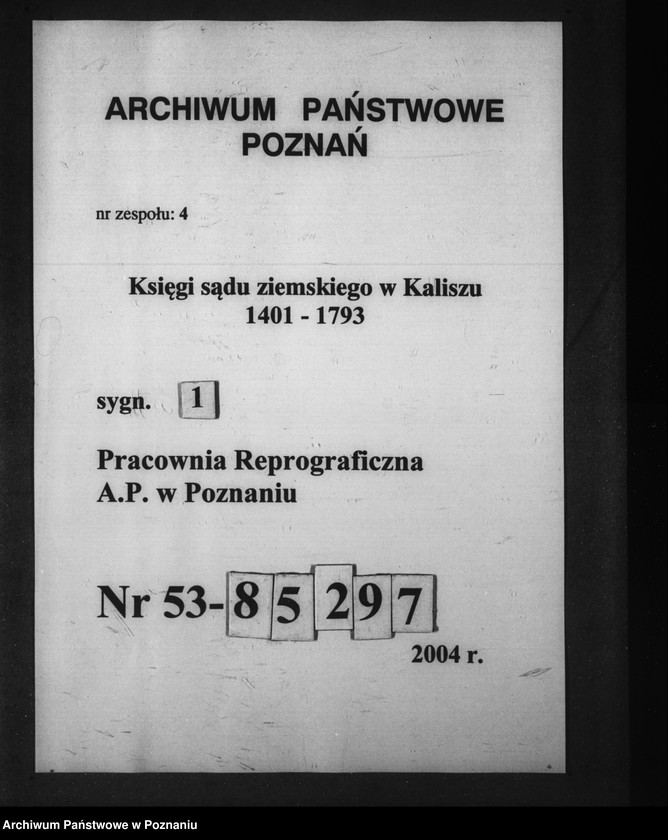 ARCHIWUM PAŃSTWOWE
POZNAŃ
nr zespołu: 4
Księgi sądu ziemskiego w Kaliszu
1401 - 1793
sygn. 1
Pracownia Reprograficzna
A.P. w Poznaniu
Nr 53-85297
2004 r.
Archiwum Państwowe w Poznaniu